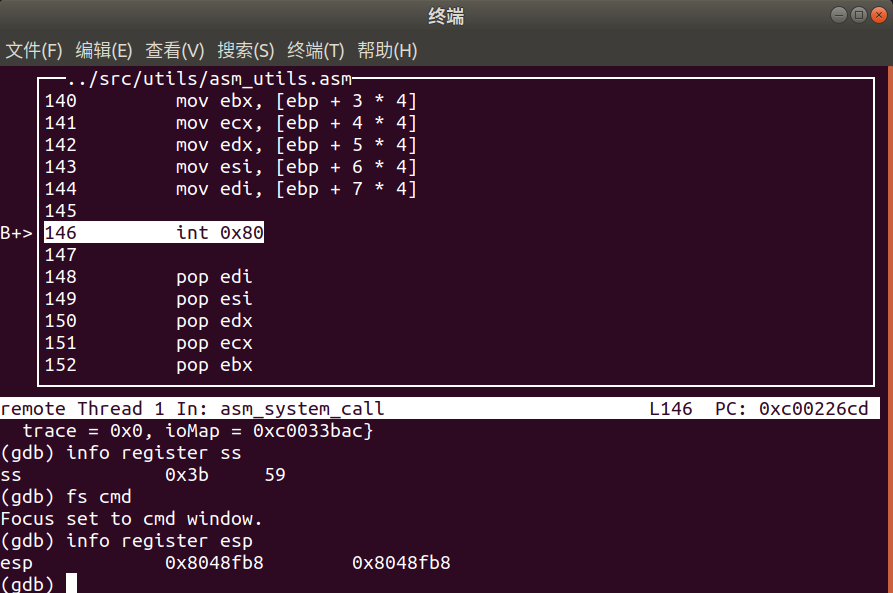 终端
文件(F) 编辑(E) 查看(V) 搜索(S) 终端(T) 帮助(H)
../src/utils/asm_utils.asm
140         mov ebx, [ebp + 3 * 4]
141         mov ecx, [ebp + 4 * 4]
142         mov edx, [ebp + 5 * 4]
143         mov esi, [ebp + 6 * 4]
144         mov edi, [ebp + 7 * 4]
145
B+> 146         int 0x80
147
148         pop edi
149         pop esi
150         pop edx
151         pop ecx
152         pop ebx
remote Thread 1 In: asm_system_call                        L146  PC: 0xc00226cd
  trace = 0x0, ioMap = 0xc0033bac}
(gdb) info register ss
ss             0x3b     59
(gdb) fs cmd
Focus set to cmd window.
(gdb) info register esp
esp            0x8048fb8        0x8048fb8
(gdb)